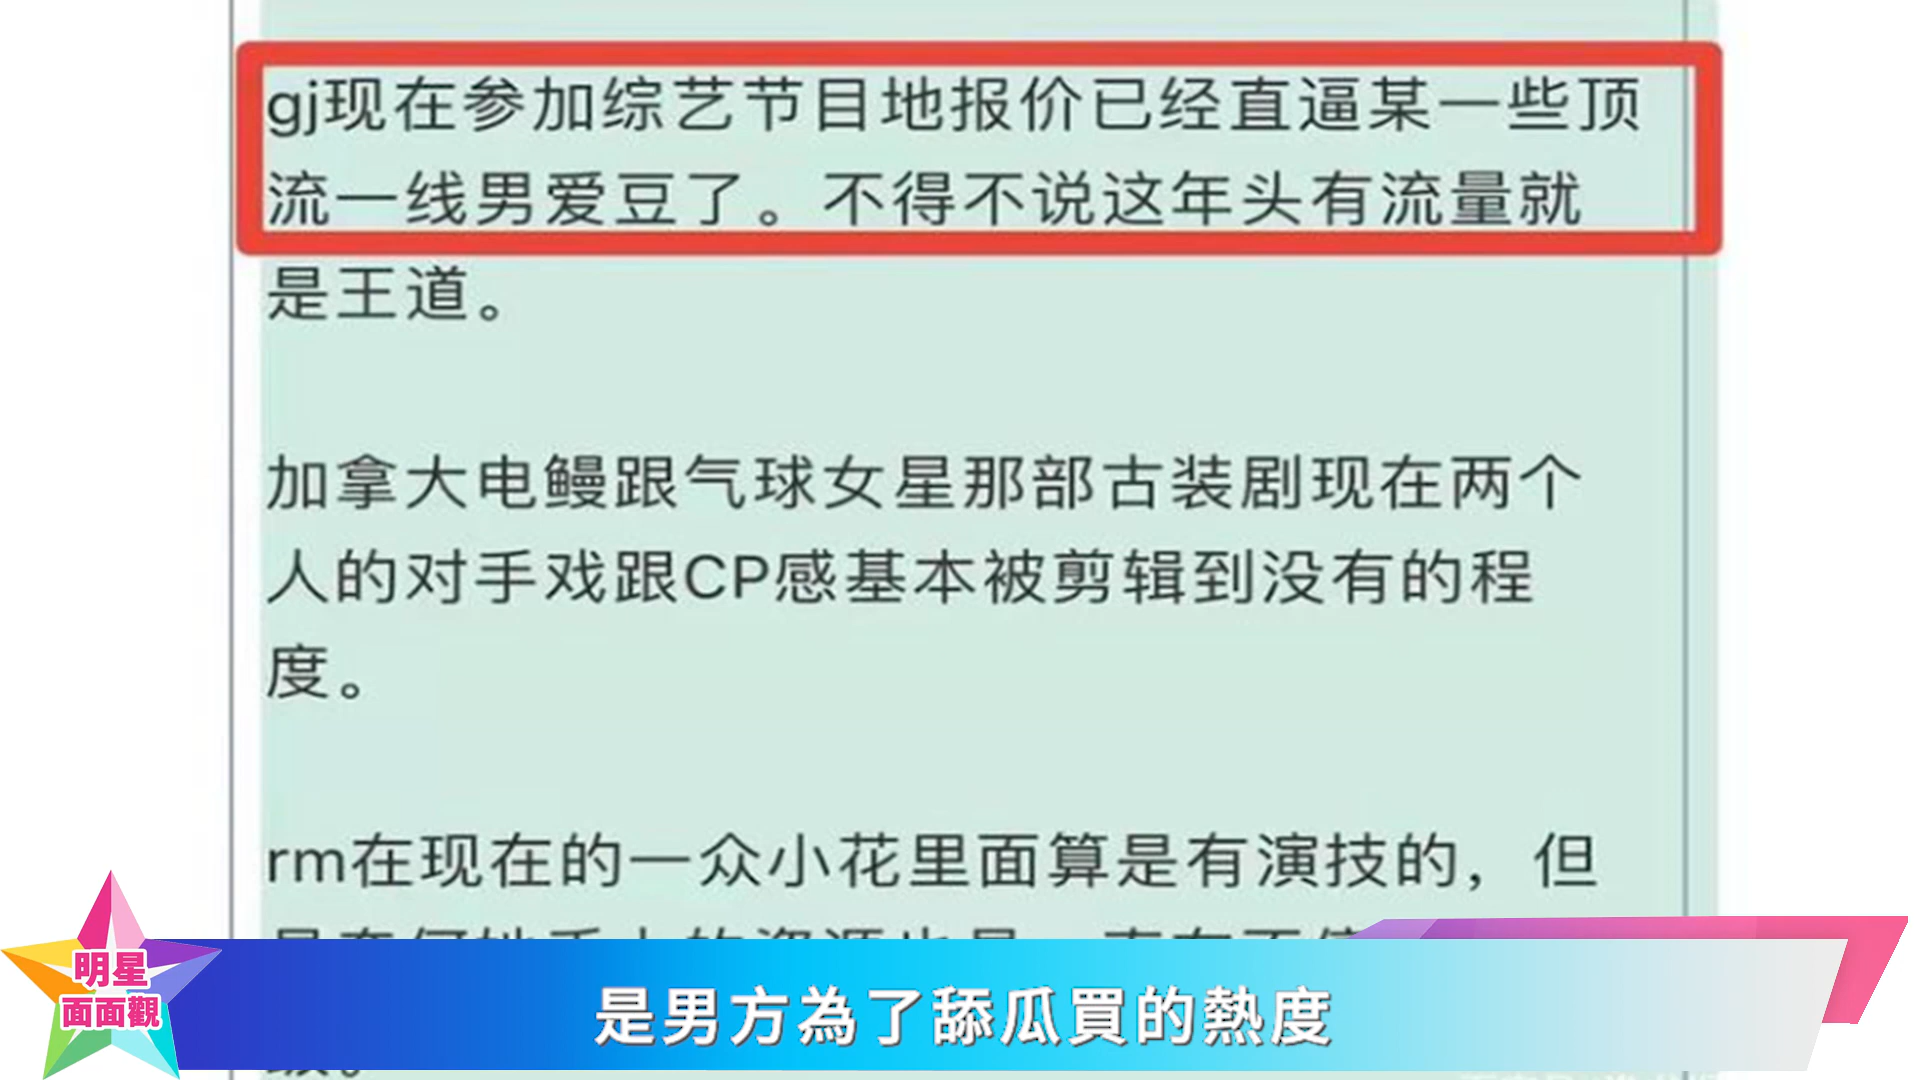 gj现在参加综艺节目地报价已经直逼某一些顶
流一线男爱豆了。不得不说这年头有流量就
是王道。
加拿大电鳗跟气球女星那部古装剧现在两个
人的对手戏跟CP感基本被剪辑到没有的程
度。
rm在现在的一众小花里面算是有演技的，但
明星
面面觀
是男方為了舔瓜買的熱度